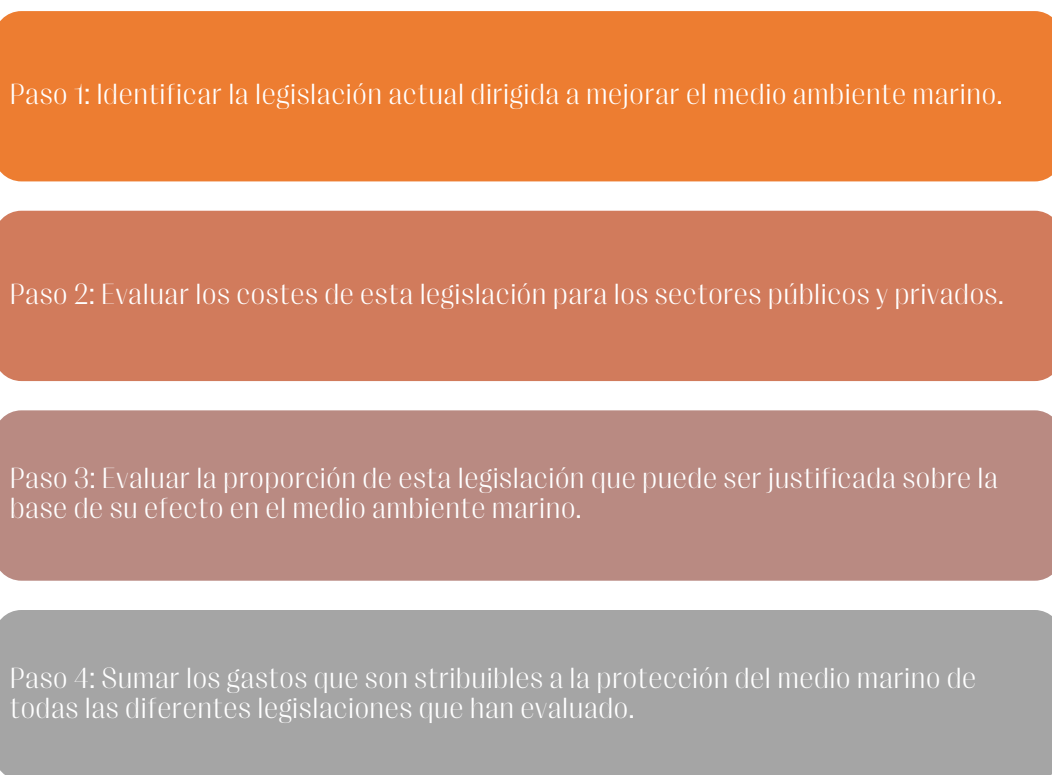 Paso 1: Identificar la legislación actual dirigida a mejorar el medio ambiente marino.
Paso 2: Evaluar los costes de esta legislación para los sectores públicos y privados.
Paso 3: Evaluar la proporción de esta legislación que puede ser justificada sobre la
base de su efecto en el medio ambiente marino.
Paso 4: Sumar los gastos que son stribuibles a la protección del medio marino de
todas las diferentes legislaciones que han evaluado.